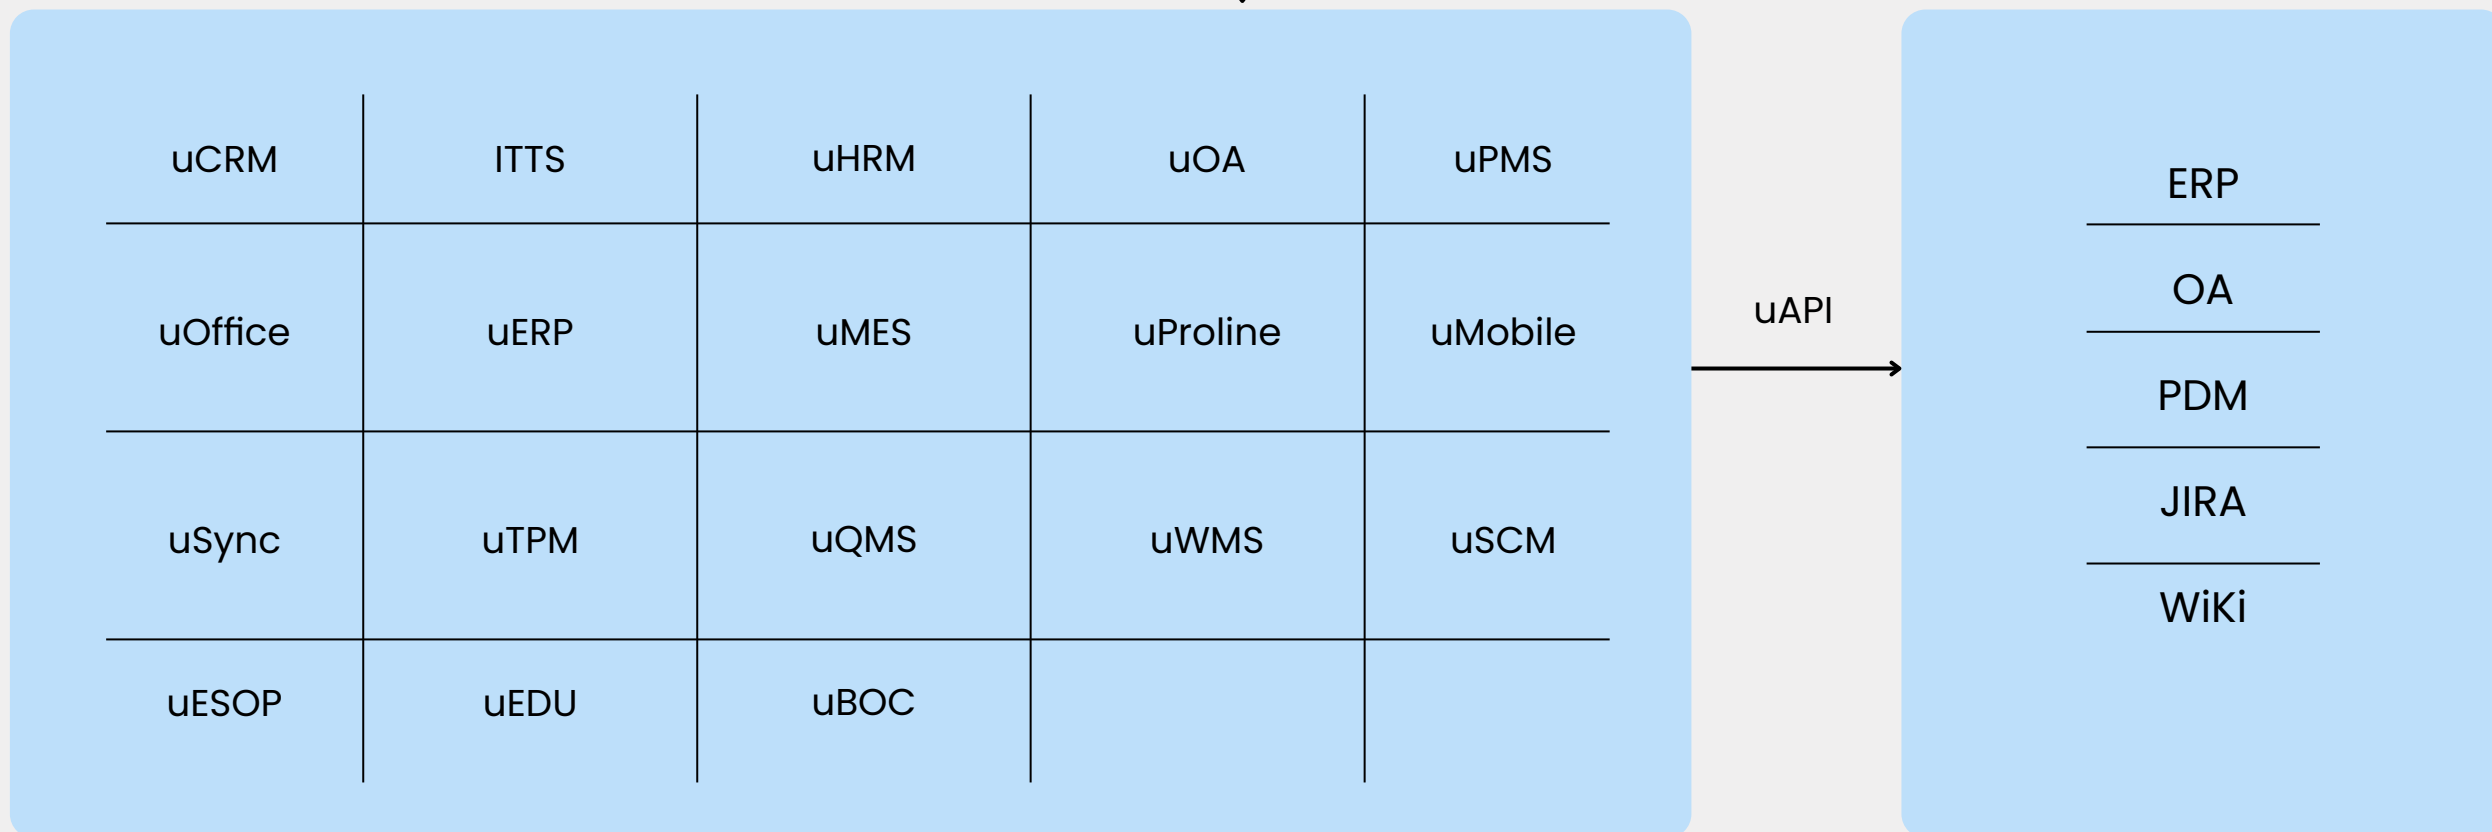 uCRM ITTS uHRM uOA uPMS
uOffice uERP uMES uProline uMobile
uSync uTPM uQMS uWMS uSCM
uESOP uEDU uBOC
uAPI
ERP
OA
PDM
JIRA
WiKi